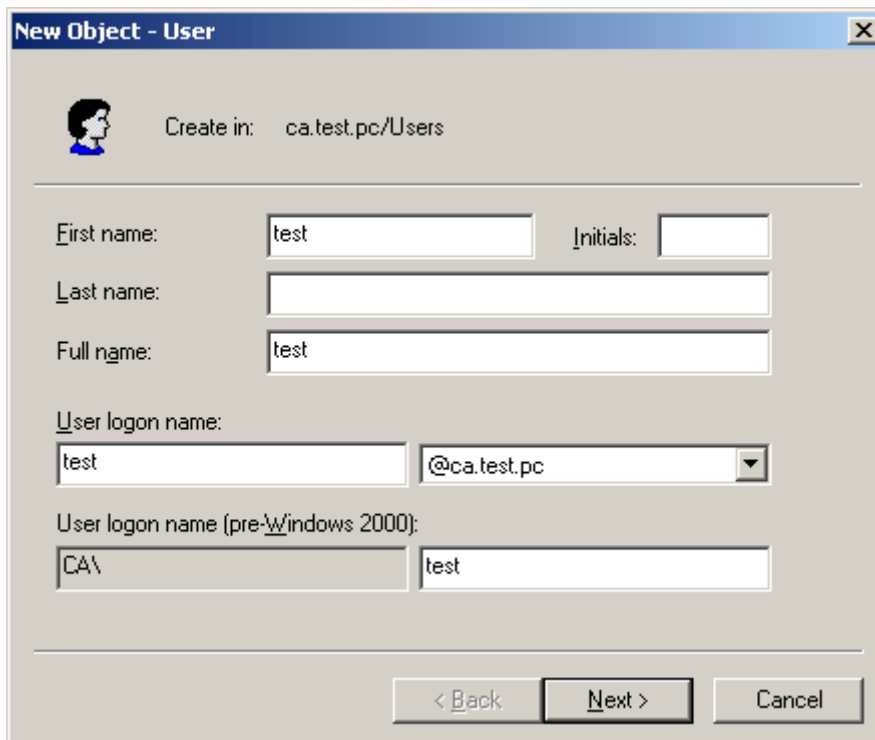 New Object - User
Create in: ca.test.pc/Users
First name: test Initials:
Last name:
Full name: test
User logon name:
test @ca.test.pc
User logon name (pre-Windows 2000):
CA\ test
< Back Next > Cancel